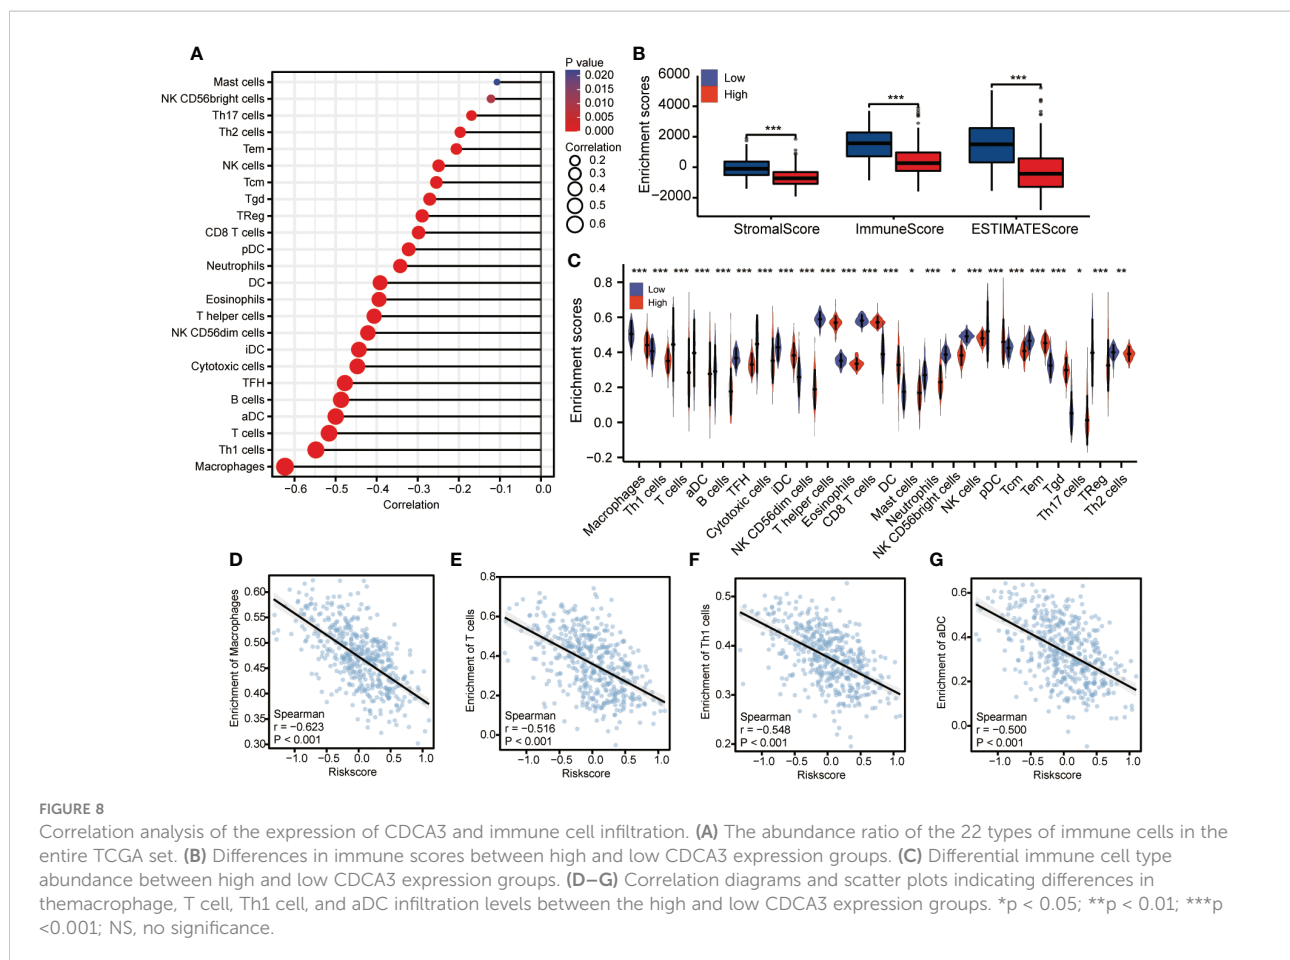 A
Mast cells
NK CD56bright cells
Th17 cells
Th2 cells
Tem
NK cells
Tcm
Tgd
TReg
CD8 T cells
pDC
Neutrophils
DC
Eosinophils
T helper cells
NK CD56dim cells
iDC
Cytotoxic cells
TFH
B cells
aDC
T cells
Th1 cells
Macrophages
−0.6 −0.5 −0.4 −0.3 −0.2 −0.1 0.0
Correlation
P value
0.020
0.015
0.010
0.005
0.000
Correlation
0.2
0.3
0.4
0.5
0.6
B
Low
High
Enrichment scores
6000
4000
2000
0
−2000
*** *** ***
StromalScore ImmuneScore ESTIMATEScore
C
*** *** *** *** *** *** *** *** *** *** *** *** *** * *** * *** *** *** *** *** * *** **
Low
High
Enrichment scores
0.8
0.6
0.4
0.2
0.0
−0.2
Macrophages
Th1 cells
T cells
aDC
B cells
TFH
Cytotoxic cells
iDC
NK CD56dim cells
T helper cells
Eosinophils
CD8 T cells
DC
Mast cells
Neutrophils
NK CD56bright cells
NK cells
pDC
Tcm
Tem
Tgd
Th17 cells
TReg
Th2 cells
D
Enrichment of Macrophages
0.60
0.55
0.50
0.45
0.40
0.35
0.30
Spearman
r = −0.623
P < 0.001
−1.0 −0.5 0.0 0.5 1.0
Riskscore
E
Enrichment of T cells
0.8
0.6
0.4
0.2
0.0
Spearman
r = −0.516
P < 0.001
−1.0 −0.5 0.0 0.5 1.0
Riskscore
F
Enrichment of Th1 cells
0.5
0.4
0.3
0.2
Spearman
r = −0.548
P < 0.001
−1.0 −0.5 0.0 0.5 1.0
Riskscore
G
Enrichment of aDC
0.6
0.4
0.2
0.0
Spearman
r = −0.500
P < 0.001
−1.0 −0.5 0.0 0.5 1.0
Riskscore
FIGURE 8
Correlation analysis of the expression of CDCA3 and immune cell infiltration. (A) The abundance ratio of the 22 types of immune cells in the
entire TCGA set. (B) Differences in immune scores between high and low CDCA3 expression groups. (C) Differential immune cell type
abundance between high and low CDCA3 expression groups. (D–G) Correlation diagrams and scatter plots indicating differences in
themacrophage, T cell, Th1 cell, and aDC infiltration levels between the high and low CDCA3 expression groups. *p < 0.05; **p < 0.01; ***p
<0.001; NS, no significance.